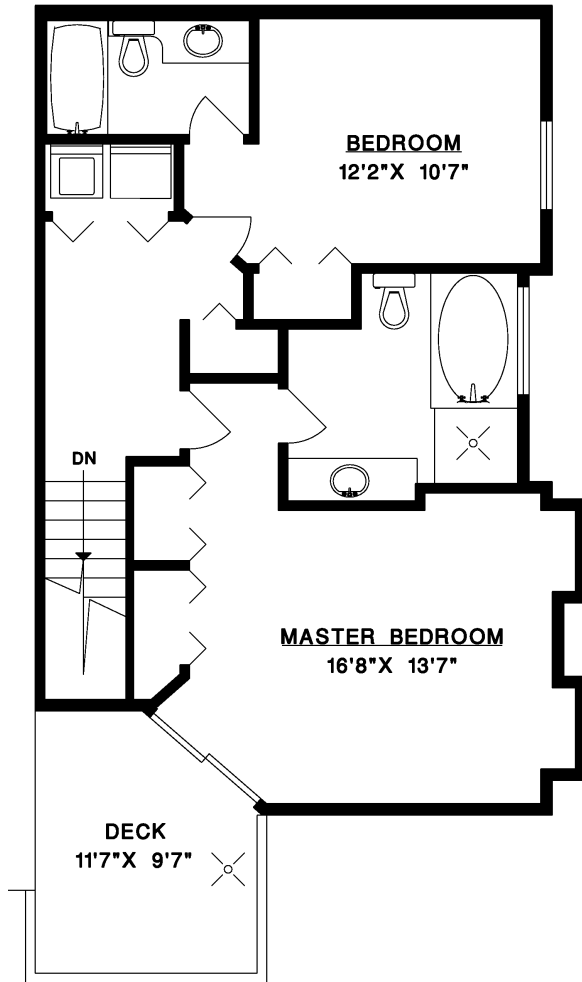 BEDROOM
12'2"X 10'7"
DN
MASTER BEDROOM
16'8"X 13'7"
DECK
11'7"X 9'7"